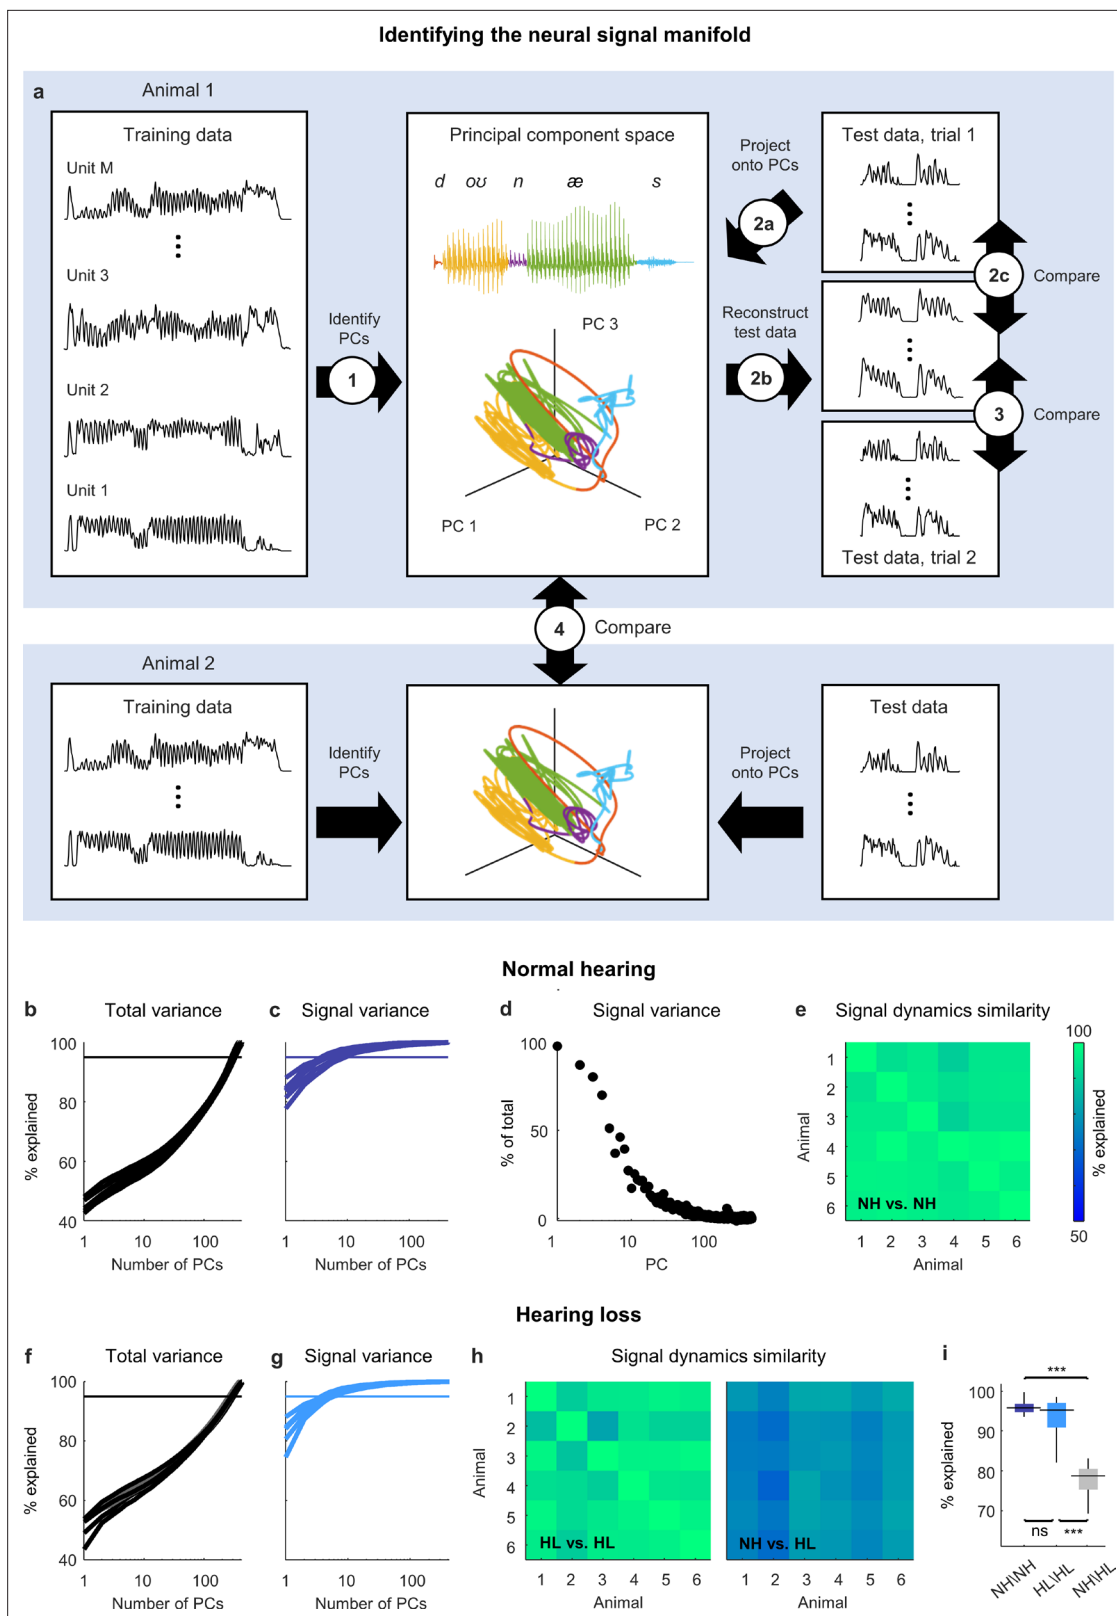 Identifying the neural signal manifold
a
Animal 1
Training data
Unit M
Unit 3
Unit 2
Unit 1
Identify
PCs
1
Principal component space
d oʊ n æ s
PC 3
PC 1
PC 2
Project
onto PCs
2a
Reconstruct
test data
2b
Test data, trial 1
2c
Compare
3
Compare
Test data, trial 2
4
Compare
Animal 2
Training data
Identify
PCs
Project
onto PCs
Test data
Normal hearing
b
Total variance
% explained
100
80
60
40
1 10 100
Number of PCs
c
Signal variance
1 10 100
Number of PCs
d
Signal variance
% of total
100
50
0
1 10 100
PC
e
Signal dynamics similarity
Animal
1
2
3
4
5
6
NH vs. NH
1 2 3 4 5 6
Animal
100
% explained
50
Hearing loss
f
Total variance
% explained
100
80
60
40
1 10 100
Number of PCs
g
Signal variance
1 10 100
Number of PCs
h
Signal dynamics similarity
Animal
1
2
3
4
5
6
HL vs. HL
1 2 3 4 5 6
Animal
NH vs. HL
1 2 3 4 5 6
Animal
i
% explained
100
90
80
70
***
ns
***
NH\NH
HL\HL
NH\HL